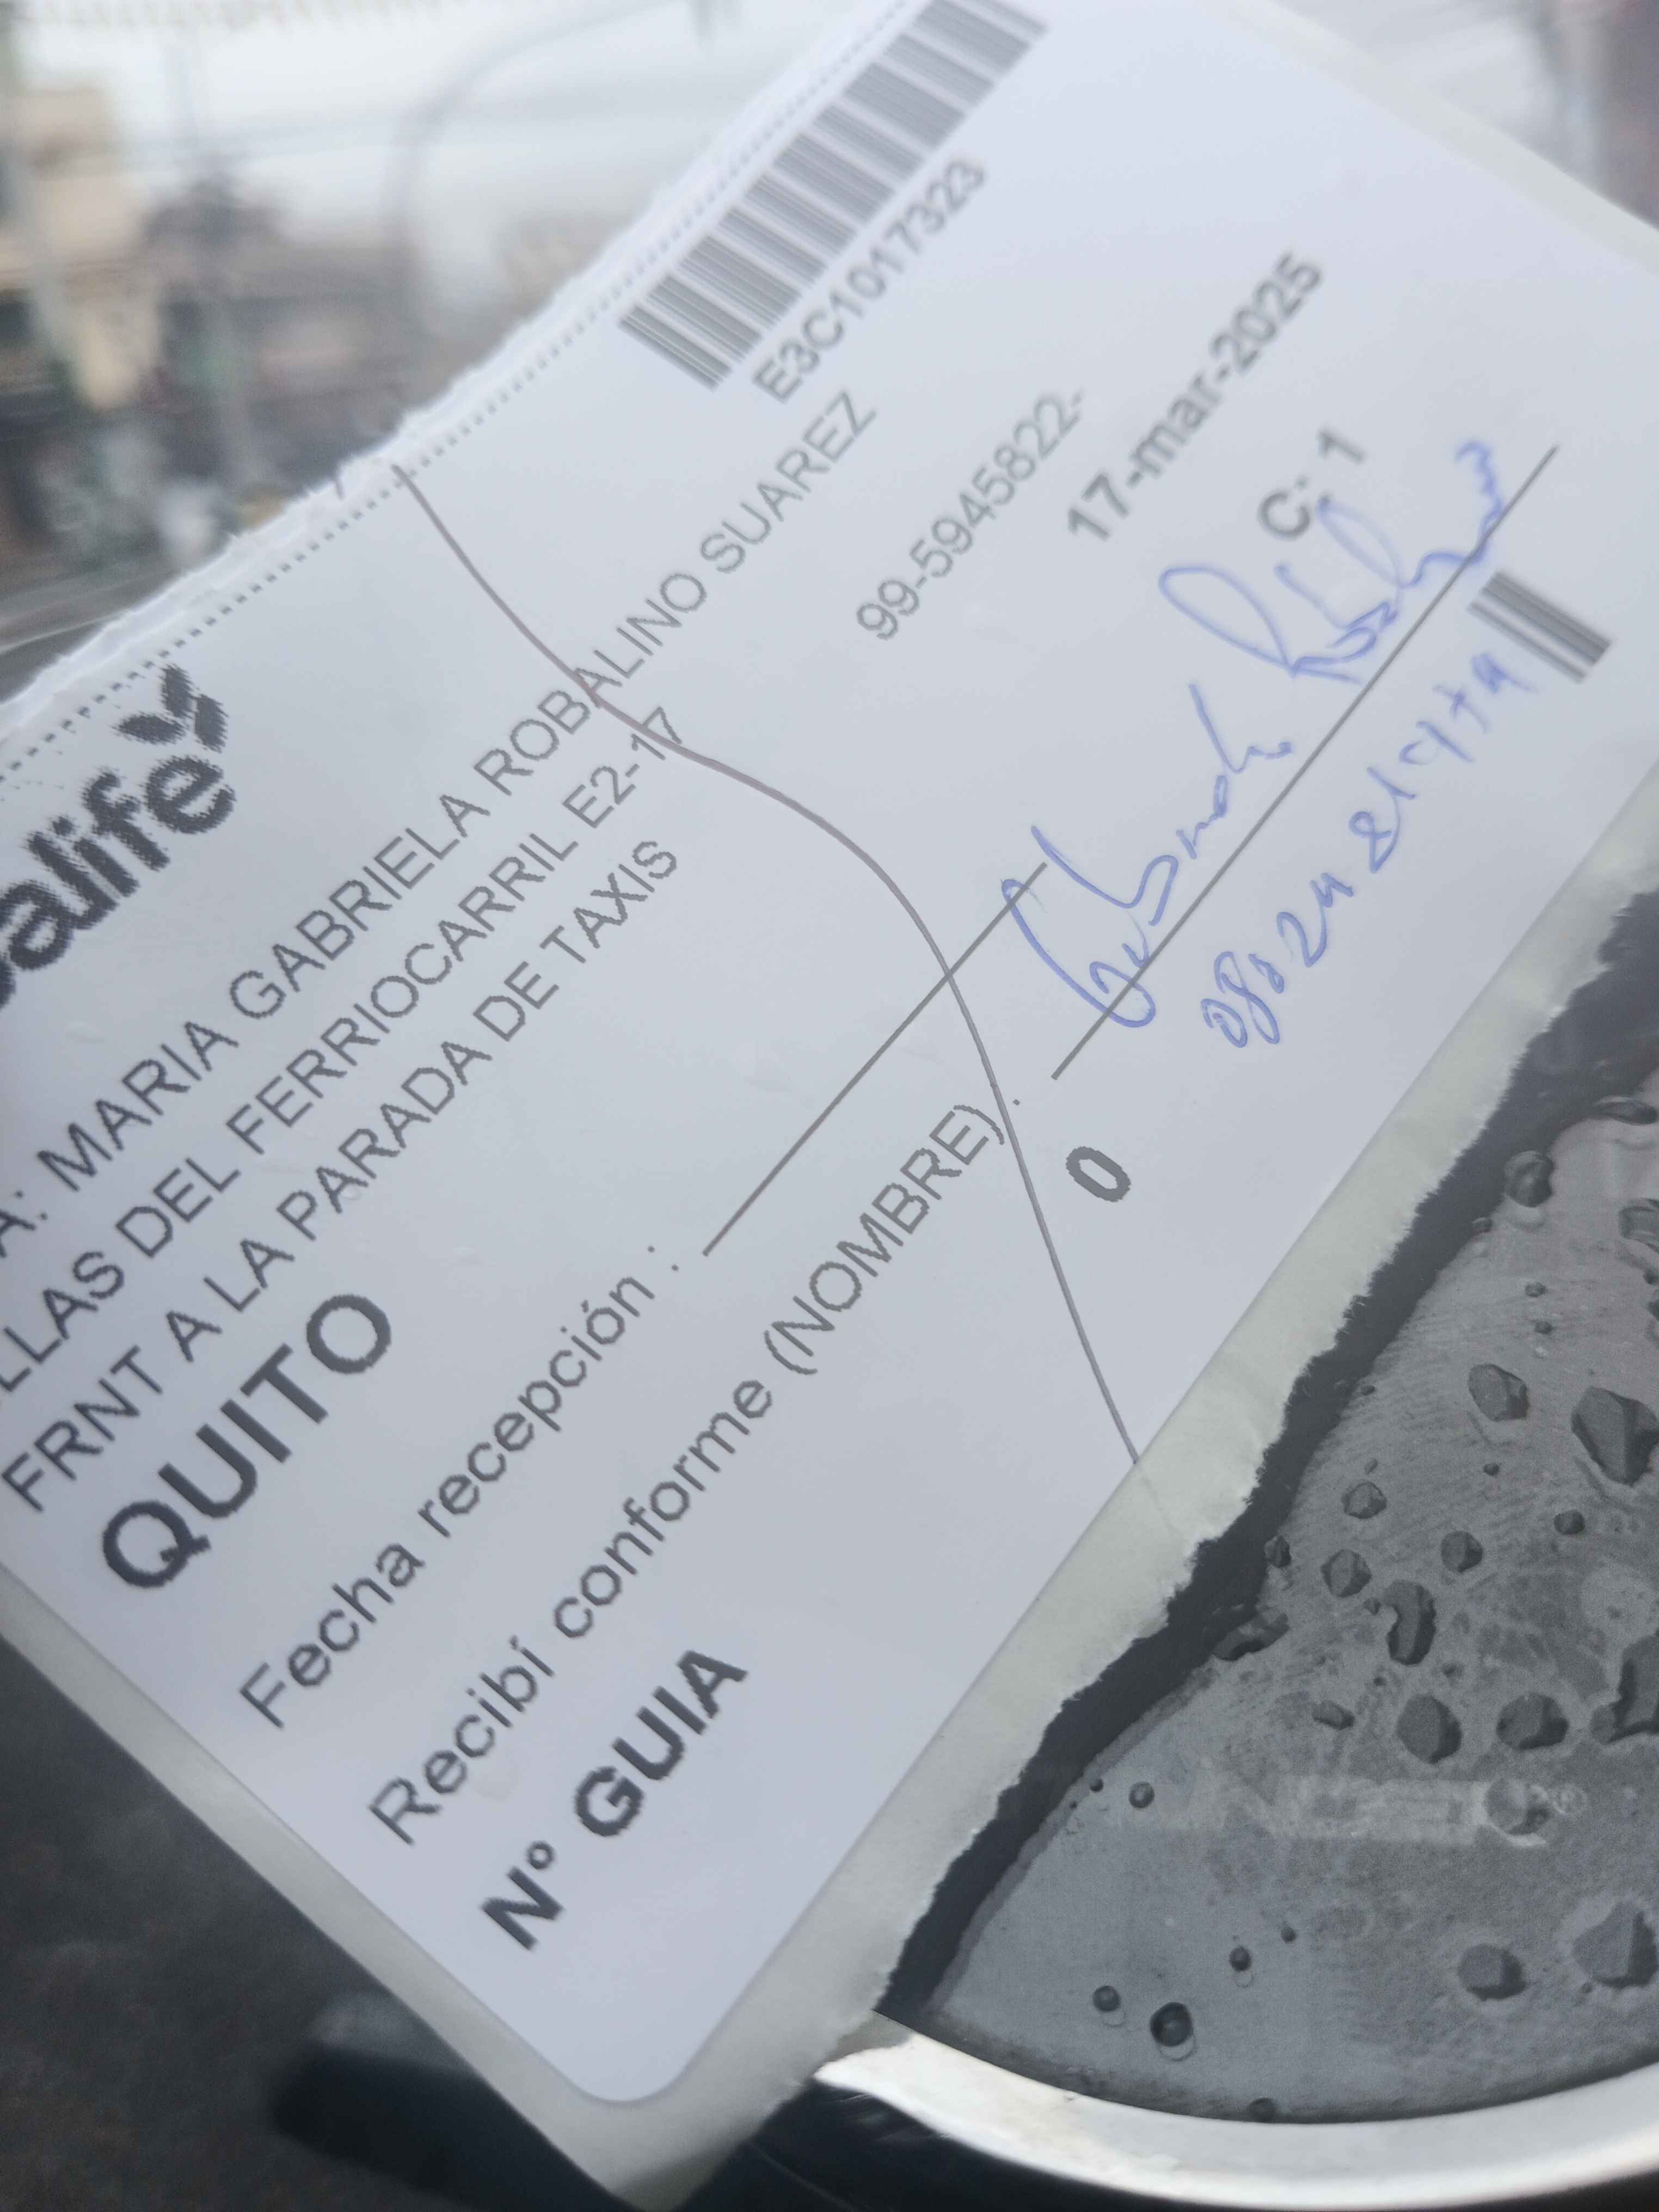 alife
E3C1017323
A: MARIA GABRIELA ROBALINO SUAREZ
LLAS DEL FERRIOCARRIL E2-17
FRNT A LA PARADA DE TAXIS
99-5945822-
QUITO
17-mar-2025
Fecha recepción :
C: 1
Recibí conforme (NOMBRE) :
Nº GUIA
0